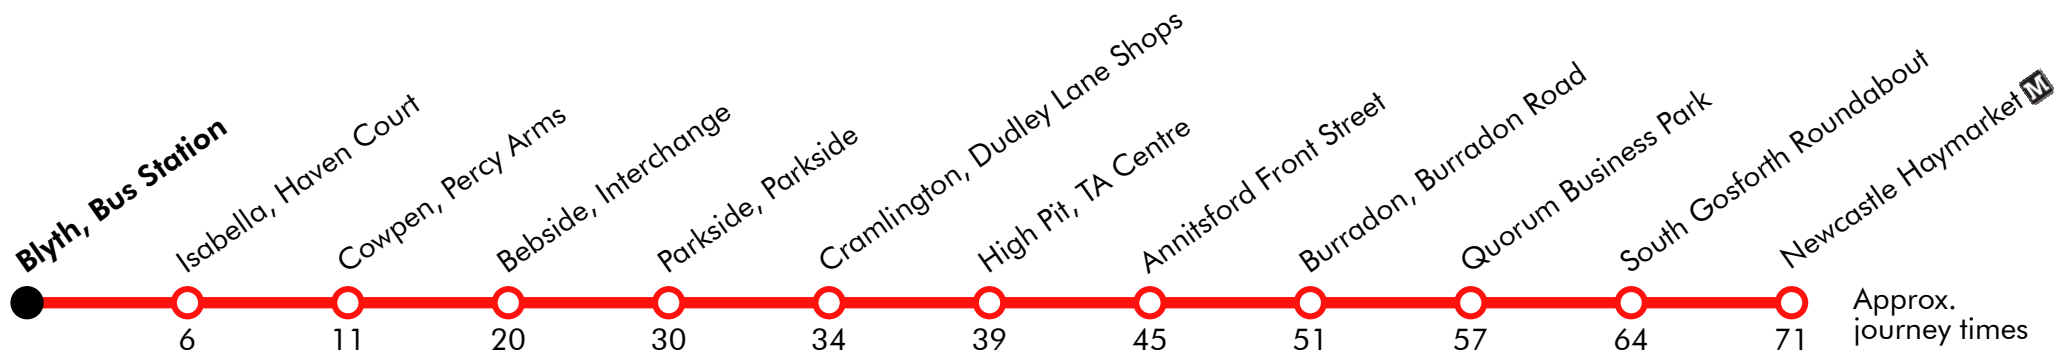 Blyth, Bus Station
Isabella, Haven Court
Cowpen, Percy Arms
Bebside, Interchange
Parkside, Parkside
Cramlington, Dudley Lane Shops
High Pit, TA Centre
Annitsford Front Street
Burradon, Burradon Road
Quorum Business Park
South Gosforth Roundabout
Newcastle Haymarket M
6 11 20 30 34 39 45 51 57 64 71
Approx.
journey times